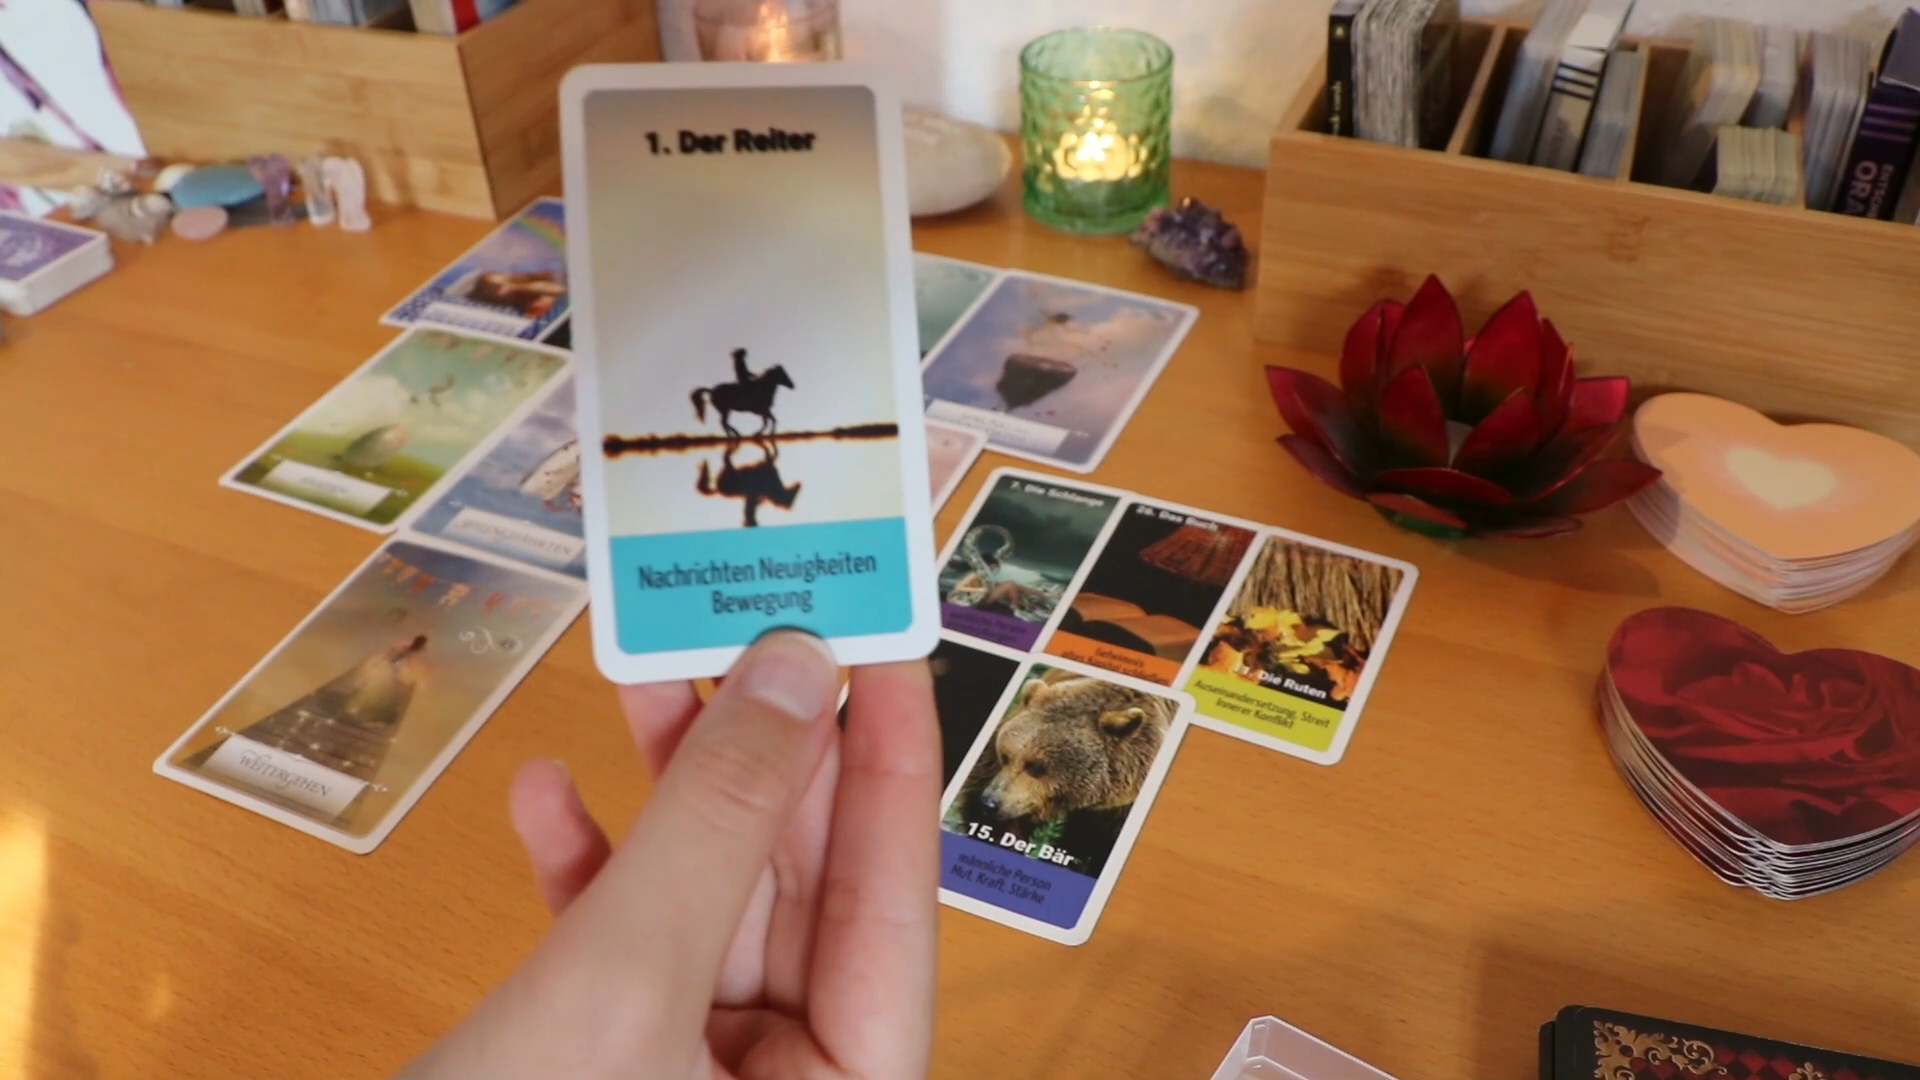 1. Der Reiter
Nachrichten Neuigkeiten
Bewegung
7. Die Schlange
26. Das Buch
Geheimnis
11. Die Ruten
Auseinandersetzung, Streit
Innerer Konflikt
15. Der Bär
männliche Person
Mut, Kraft, Stärke
WEITERGEHEN
ORA